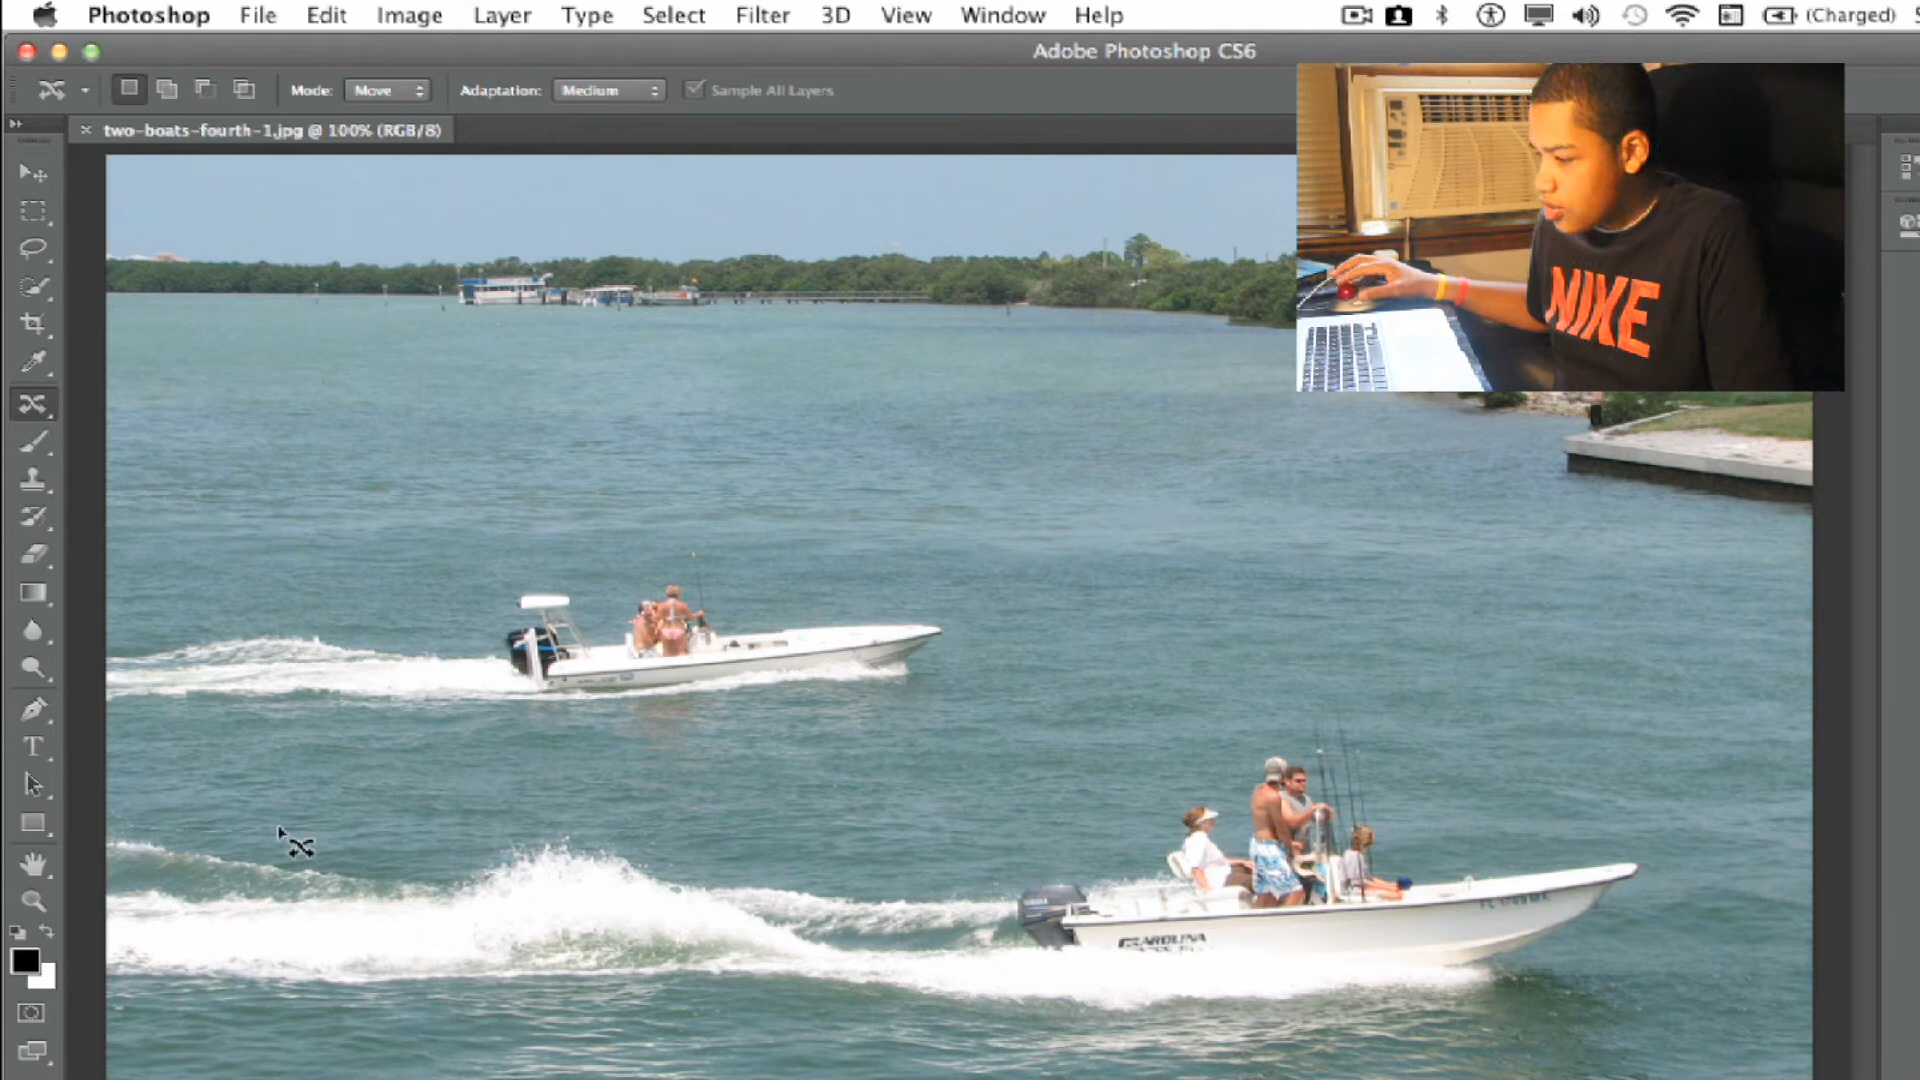 Photoshop File Edit Image Layer Type Select Filter 3D View Window Help (Charged)
Adobe Photoshop CS6
Mode: Move Adaptation: Medium Sample All Layers
two-boats-fourth-1.jpg @ 100% (RGB/8)
NIKE
CAROLINA